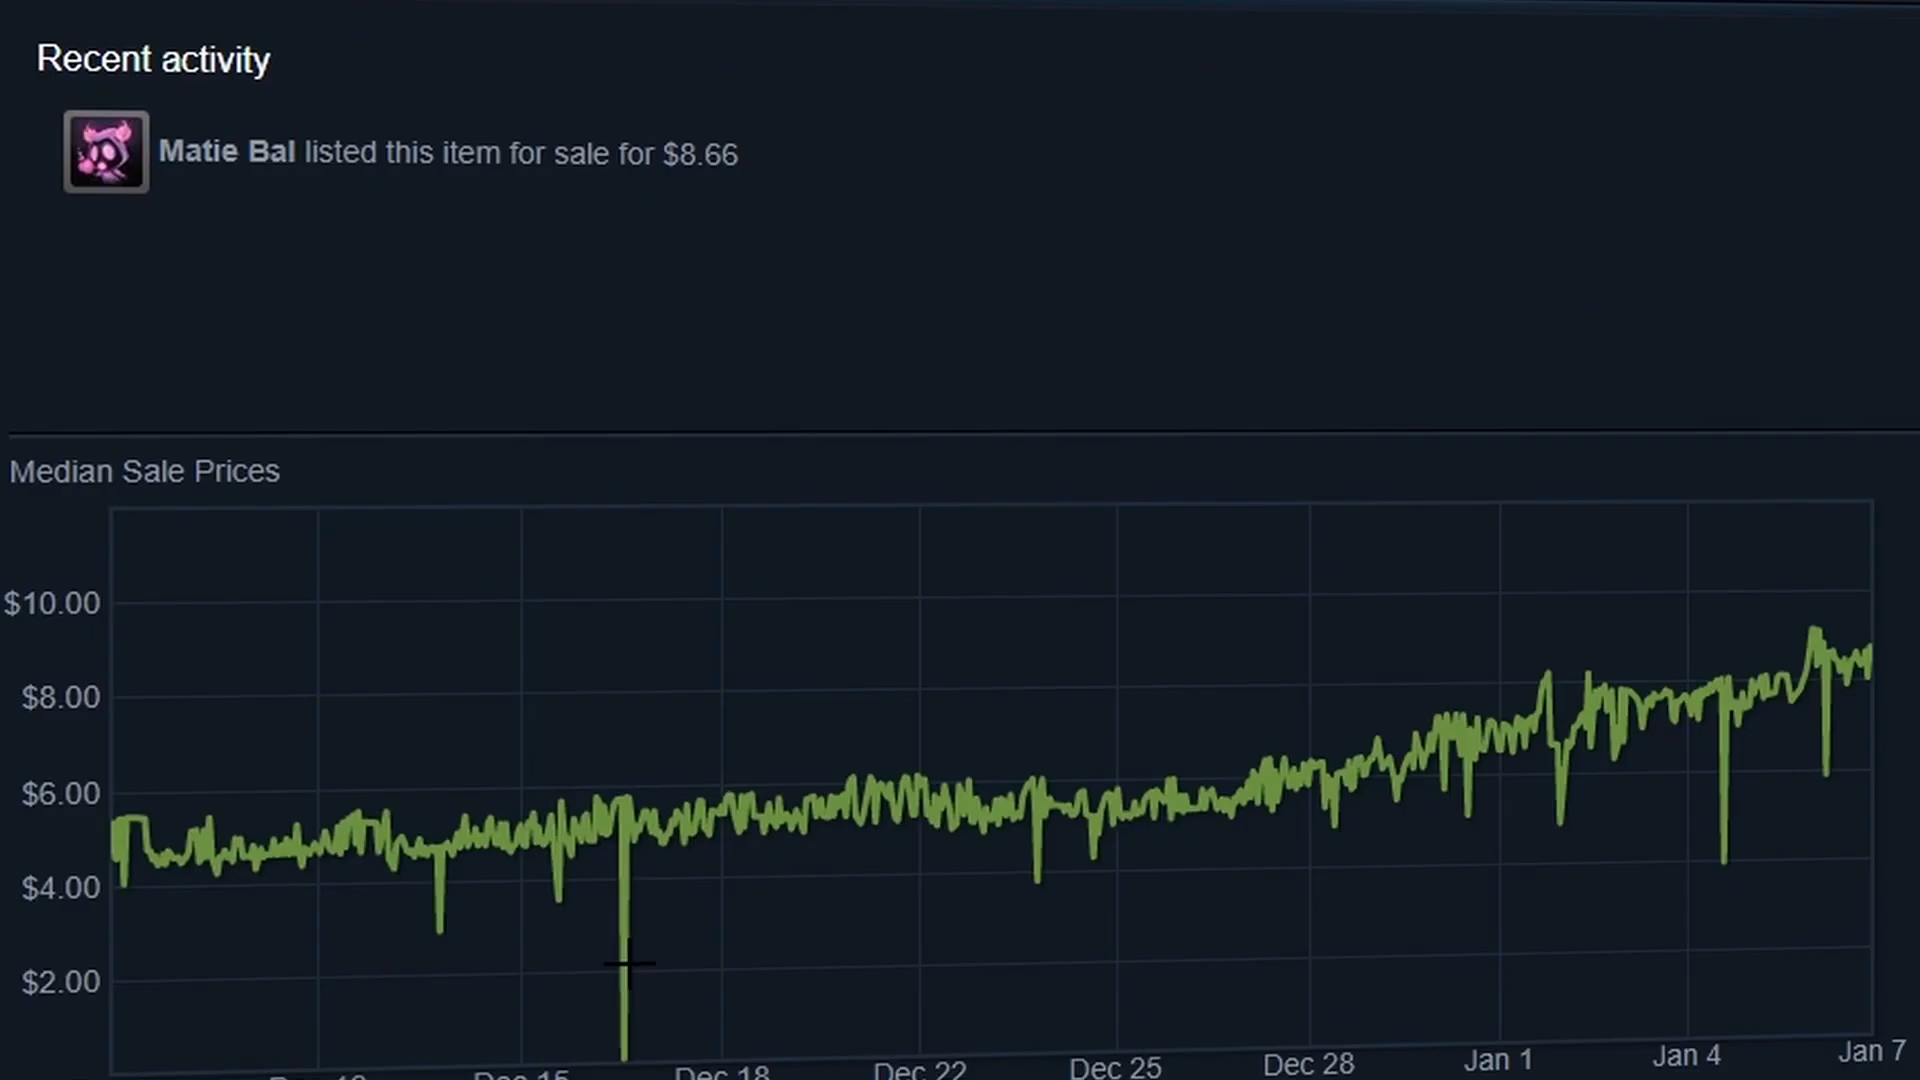 Recent activity
Matie Bal listed this item for sale for $8.66
Median Sale Prices
$10.00
$8.00
$6.00
$4.00
$2.00
Dec 15
Dec 18
Dec 22
Dec 25
Dec 28
Jan 1
Jan 4
Jan 7